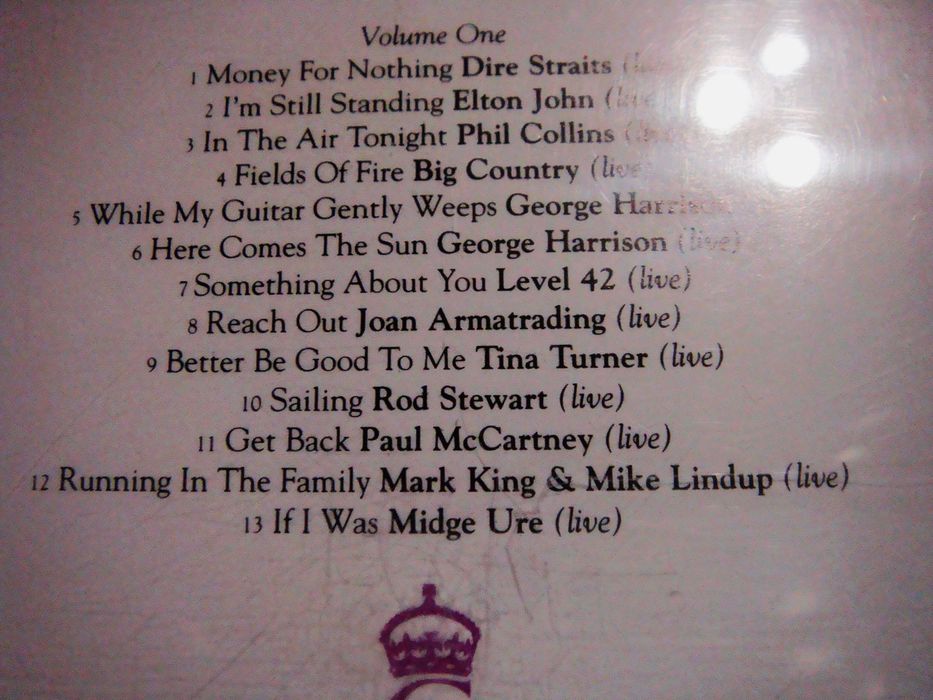 Volume One
1 Money For Nothing Dire Straits
2 I'm Still Standing Elton John (live
3 In The Air Tonight Phil Collins
4 Fields Of Fire Big Country (live
5 While My Guitar Gently Weeps George Harrison
6 Here Comes The Sun George Harrison (live)
7 Something About You Level 42 (live)
8 Reach Out Joan Armatrading (live)
9 Better Be Good To Me Tina Turner (live)
10 Sailing Rod Stewart (live)
11 Get Back Paul McCartney (live)
12 Running In The Family Mark King & Mike Lindup (live)
13 If I Was Midge Ure (live)